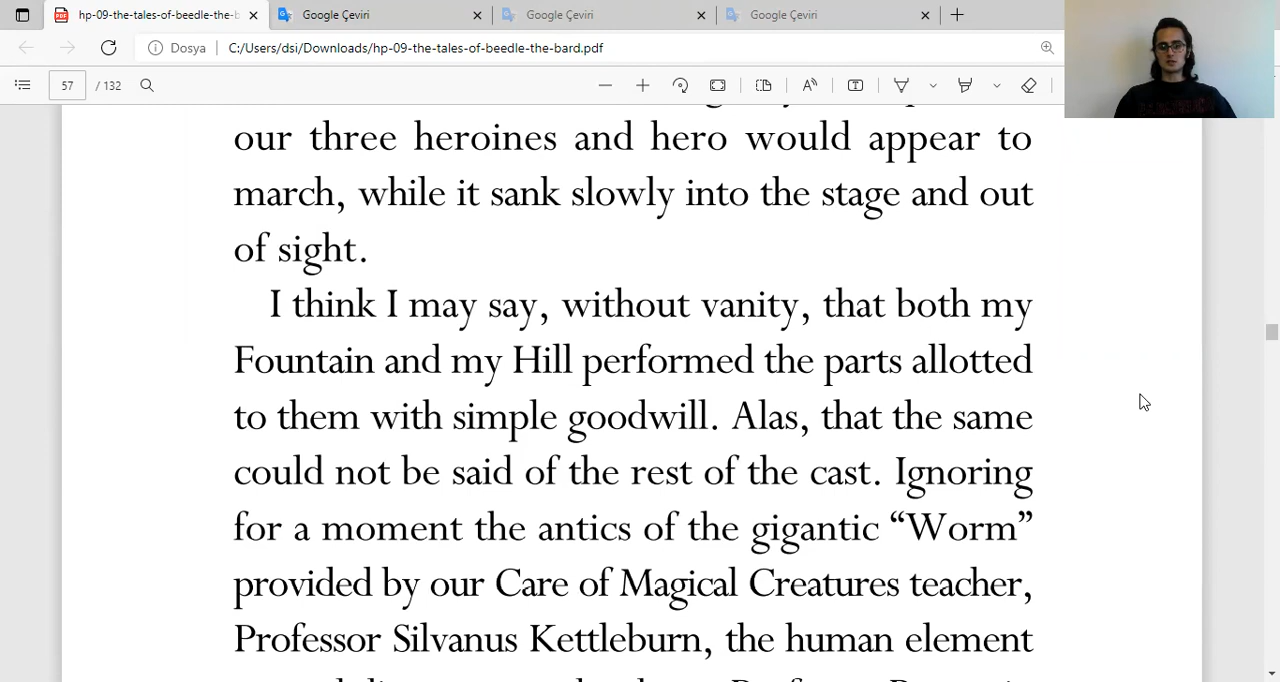 hp-09-the-tales-of-beedle-the-b
Google Çeviri
Google Çeviri
Google Çeviri
Dosya
C:/Users/dsi/Downloads/hp-09-the-tales-of-beedle-the-bard.pdf
57 / 132
our three heroines and hero would appear to
march, while it sank slowly into the stage and out
of sight.
I think I may say, without vanity, that both my
Fountain and my Hill performed the parts allotted
to them with simple goodwill. Alas, that the same
could not be said of the rest of the cast. Ignoring
for a moment the antics of the gigantic “Worm”
provided by our Care of Magical Creatures teacher,
Professor Silvanus Kettleburn, the human element